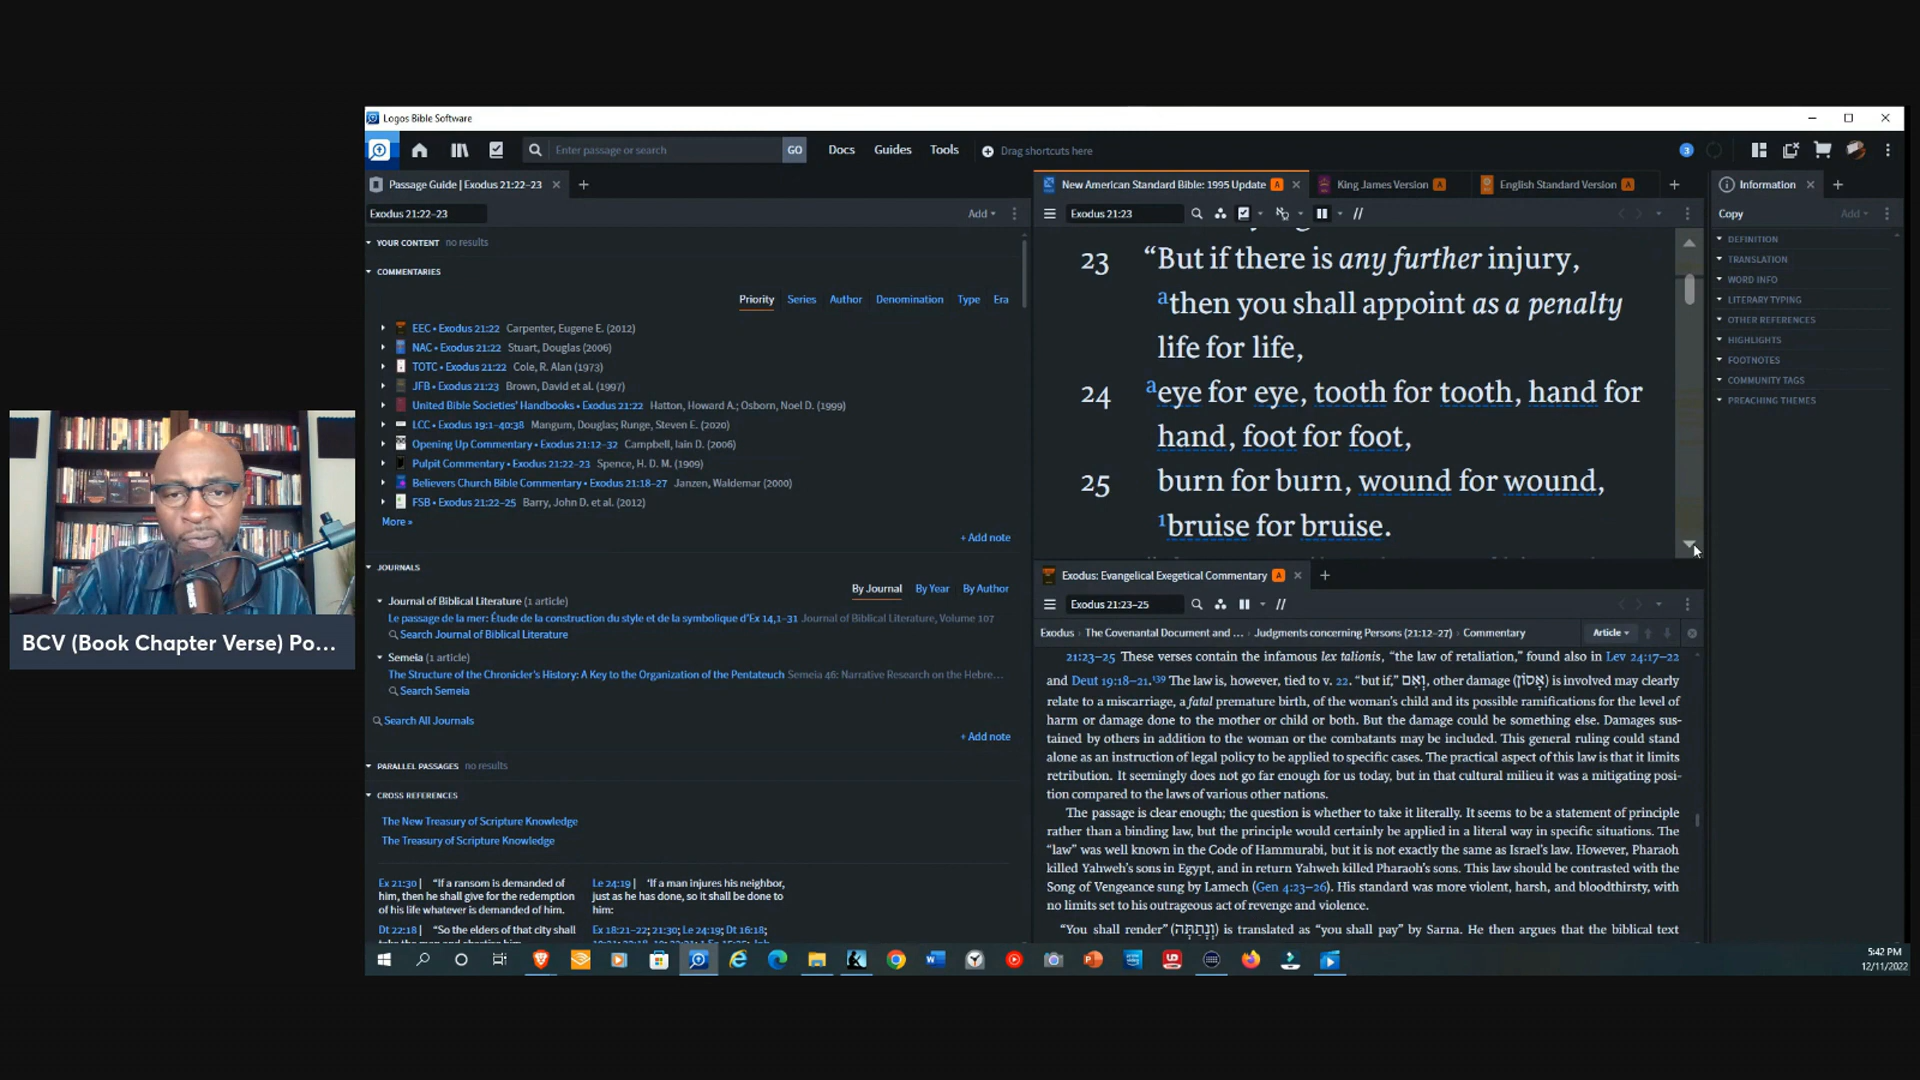 Logos Bible Software
Enter passage or search
GO
Docs
Guides
Tools
Drag shortcuts here
3
Passage Guide | Exodus 21:22–23
Exodus 21:22–23
Add
YOUR CONTENT no results
COMMENTARIES
Priority Series Author Denomination Type Era
EEC • Exodus 21:22 Carpenter, Eugene E. (2012)
NAC • Exodus 21:22 Stuart, Douglas (2006)
TOTC • Exodus 21:22 Cole, R. Alan (1973)
JFB • Exodus 21:23 Brown, David et al. (1997)
United Bible Societies' Handbooks • Exodus 21:22 Hatton, Howard A.; Osborn, Noel D. (1999)
LCC • Exodus 19:1–40:38 Mangum, Douglas; Runge, Steven E. (2020)
Opening Up Commentary • Exodus 21:12–32 Campbell, Iain D. (2006)
Pulpit Commentary • Exodus 21:22–23 Spence, H. D. M. (1909)
Believers Church Bible Commentary • Exodus 21:18–27 Janzen, Waldemar (2000)
FSB • Exodus 21:22–25 Barry, John D. et al. (2012)
More »
+ Add note
JOURNALS
By Journal By Year By Author
Journal of Biblical Literature (1 article)
Le passage de la mer: Étude de la construction du style et de la symbolique d'Ex 14,1–31 Journal of Biblical Literature, Volume 107
Search Journal of Biblical Literature
Semeia (1 article)
The Structure of the Chronicler's History: A Key to the Organization of the Pentateuch Semeia 46: Narrative Research on the Hebre…
Search Semeia
Search All Journals
+ Add note
PARALLEL PASSAGES no results
CROSS REFERENCES
The New Treasury of Scripture Knowledge
The Treasury of Scripture Knowledge
Ex 21:30 | "If a ransom is demanded of
him, then he shall give for the redemption
of his life whatever is demanded of him.
Dt 22:18 | "So the elders of that city shall
Le 24:19 | 'If a man injures his neighbor,
just as he has done, so it shall be done to
him:
Ex 18:21–22; 21:30; Le 24:19; Dt 16:18;
New American Standard Bible: 1995 Update A
King James Version A
English Standard Version A
Exodus 21:23
23 "But if there is any further injury,
a then you shall appoint as a penalty
life for life,
24 a eye for eye, tooth for tooth, hand for
hand, foot for foot,
25 burn for burn, wound for wound,
1 bruise for bruise.
Exodus: Evangelical Exegetical Commentary A
Exodus 21:23–25
Exodus › The Covenantal Document and … › Judgments concerning Persons (21:12–27) › Commentary
Article
21:23–25 These verses contain the infamous lex talionis, "the law of retaliation," found also in Lev 24:17–22
and Deut 19:18–21.139 The law is, however, tied to v. 22. "but if," וְאִם, other damage (אָסוֹן) is involved may clearly
relate to a miscarriage, a fatal premature birth, of the woman's child and its possible ramifications for the level of
harm or damage done to the mother or child or both. But the damage could be something else. Damages sus-
tained by others in addition to the woman or the combatants may be included. This general ruling could stand
alone as an instruction of legal policy to be applied to specific cases. The practical aspect of this law is that it limits
retribution. It seemingly does not go far enough for us today, but in that cultural milieu it was a mitigating posi-
tion compared to the laws of various other nations.
The passage is clear enough; the question is whether to take it literally. It seems to be a statement of principle
rather than a binding law, but the principle would certainly be applied in a literal way in specific situations. The
"law" was well known in the Code of Hammurabi, but it is not exactly the same as Israel's law. However, Pharaoh
killed Yahweh's sons in Egypt, and in return Yahweh killed Pharaoh's sons. This law should be contrasted with the
Song of Vengeance sung by Lamech (Gen 4:23–26). His standard was more violent, harsh, and bloodthirsty, with
no limits set to his outrageous act of revenge and violence.
"You shall render" (וְנָתַתָּה) is translated as "you shall pay" by Sarna. He then argues that the biblical text
Information
Copy
Add
DEFINITION
TRANSLATION
WORD INFO
LITERARY TYPING
OTHER REFERENCES
HIGHLIGHTS
FOOTNOTES
COMMUNITY TAGS
PREACHING THEMES
BCV (Book Chapter Verse) Po...
5:42 PM
12/11/2022